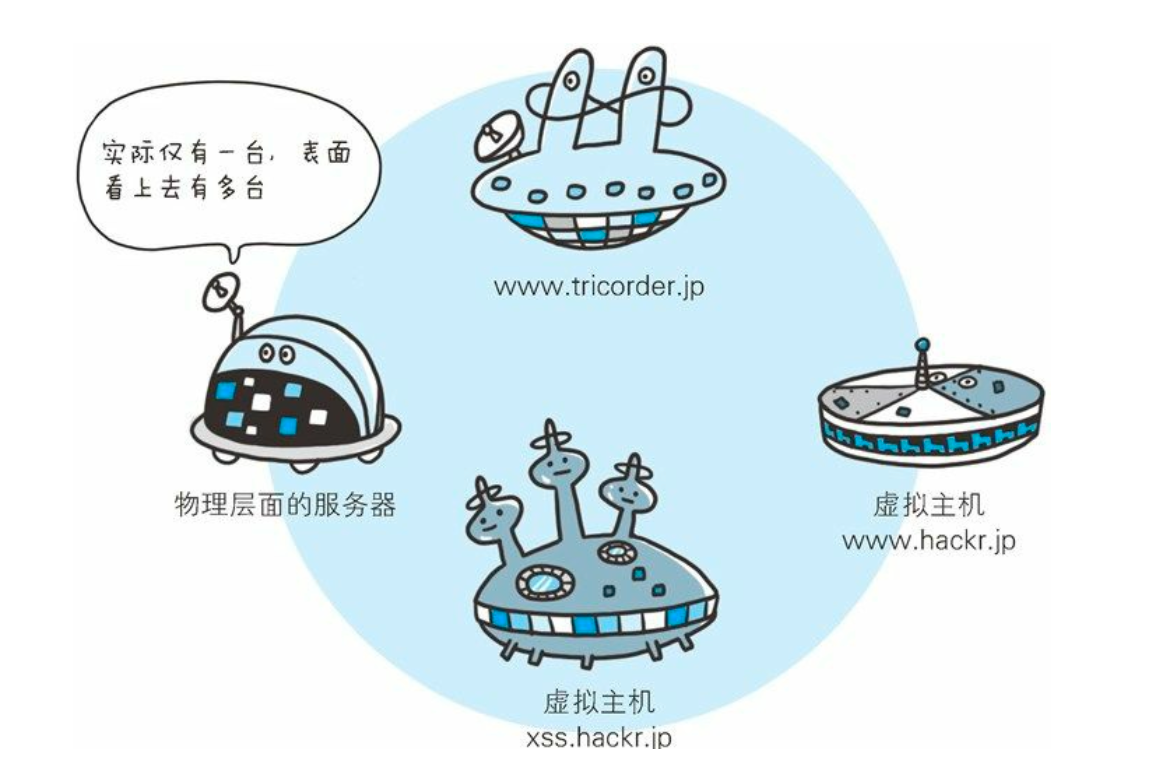 实际仅有一台，表面
看上去有多台
www.tricorder.jp
物理层面的服务器
虚拟主机
www.hackr.jp
虚拟主机
xss.hackr.jp